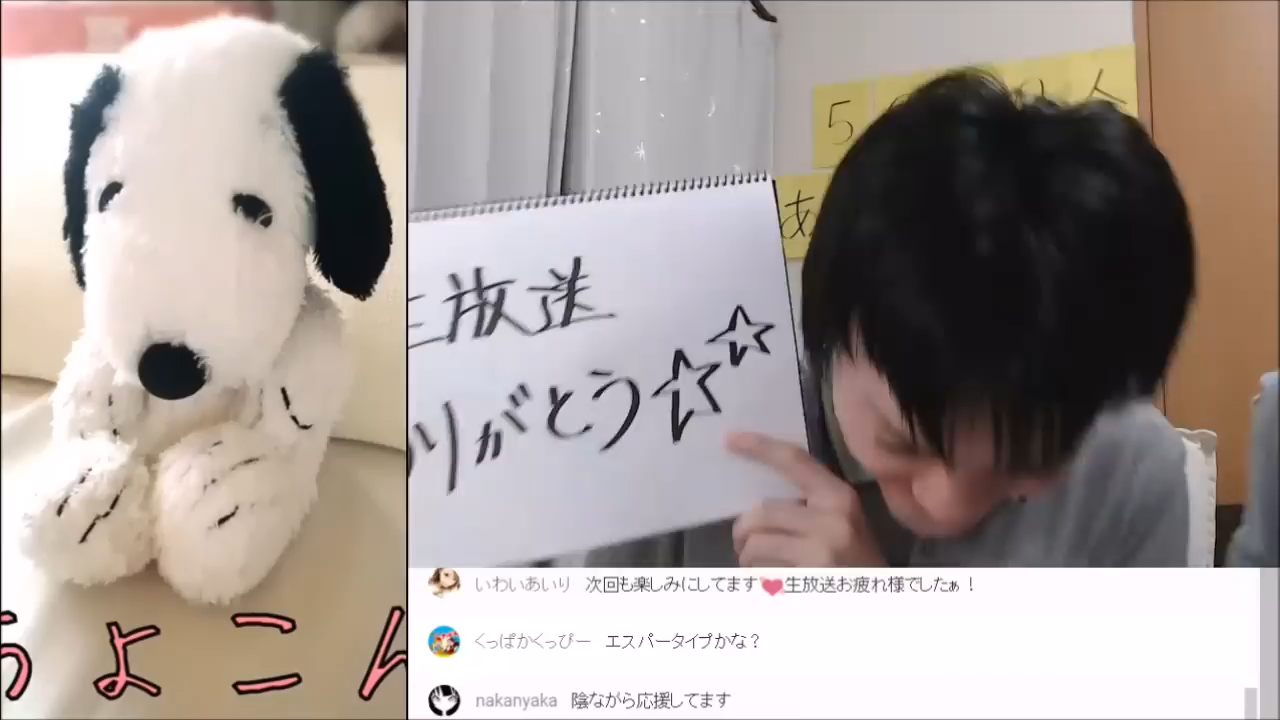 5
あ
生放送
りがとう☆☆
ちょこん
いわいあいり 次回も楽しみにしてます💘生放送お疲れ様でしたぁ！
くっぱかくっぴー エスパータイプかな？
nakanyaka 陰ながら応援してます